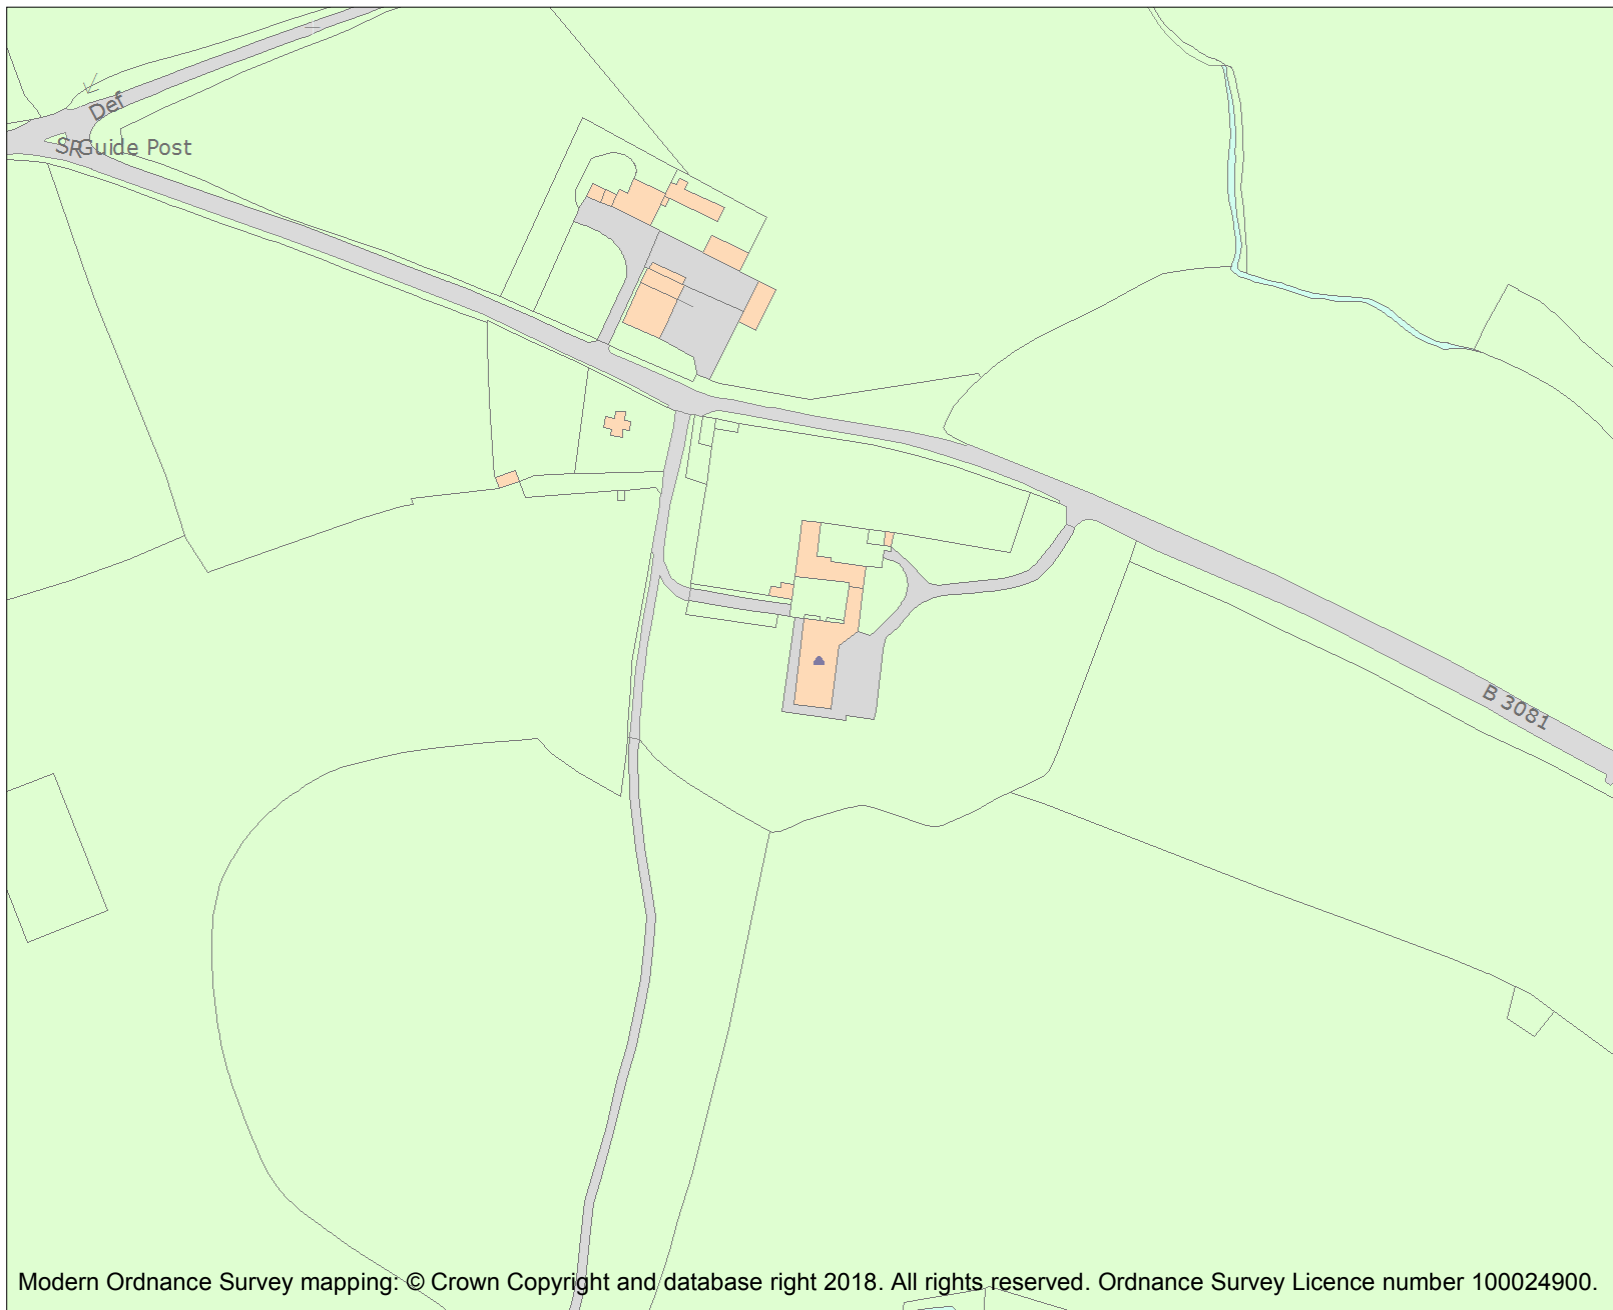 Def
SR Guide Post
B 3081
Modern Ordnance Survey mapping: © Crown Copyright and database right 2018. All rights reserved. Ordnance Survey Licence number 100024900.